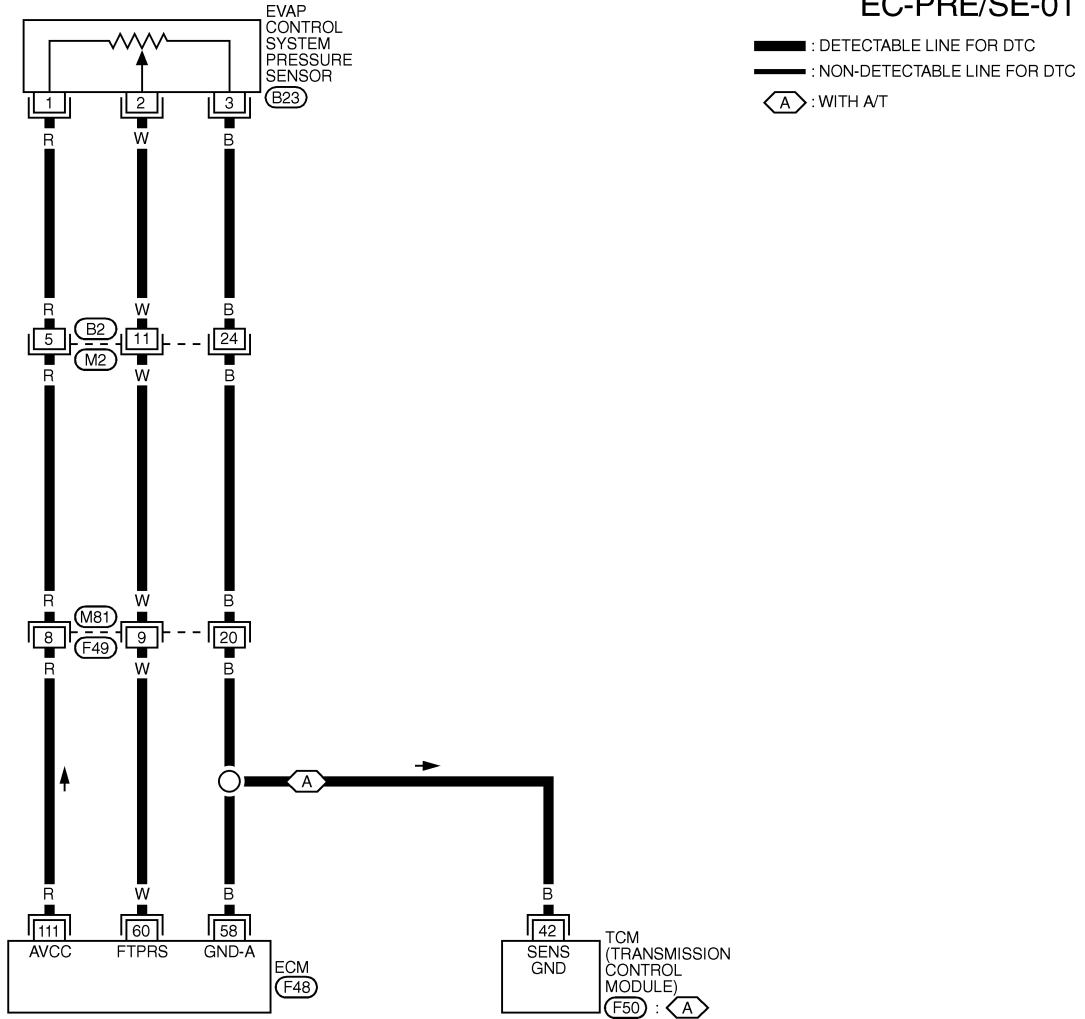 EC-PRE/SE-01
: DETECTABLE LINE FOR DTC
: NON-DETECTABLE LINE FOR DTC
A : WITH A/T
EVAP
CONTROL
SYSTEM
PRESSURE
SENSOR
B23
1 2 3
R W B
R W B
5 B2 11 24
M2
R W B
R W B
8 M81 9 20
F49
R W B
A
R W B B
111 60 58 42
AVCC FTPRS GND-A
ECM
F48
SENS
GND
TCM
(TRANSMISSION
CONTROL
MODULE)
F50 : A